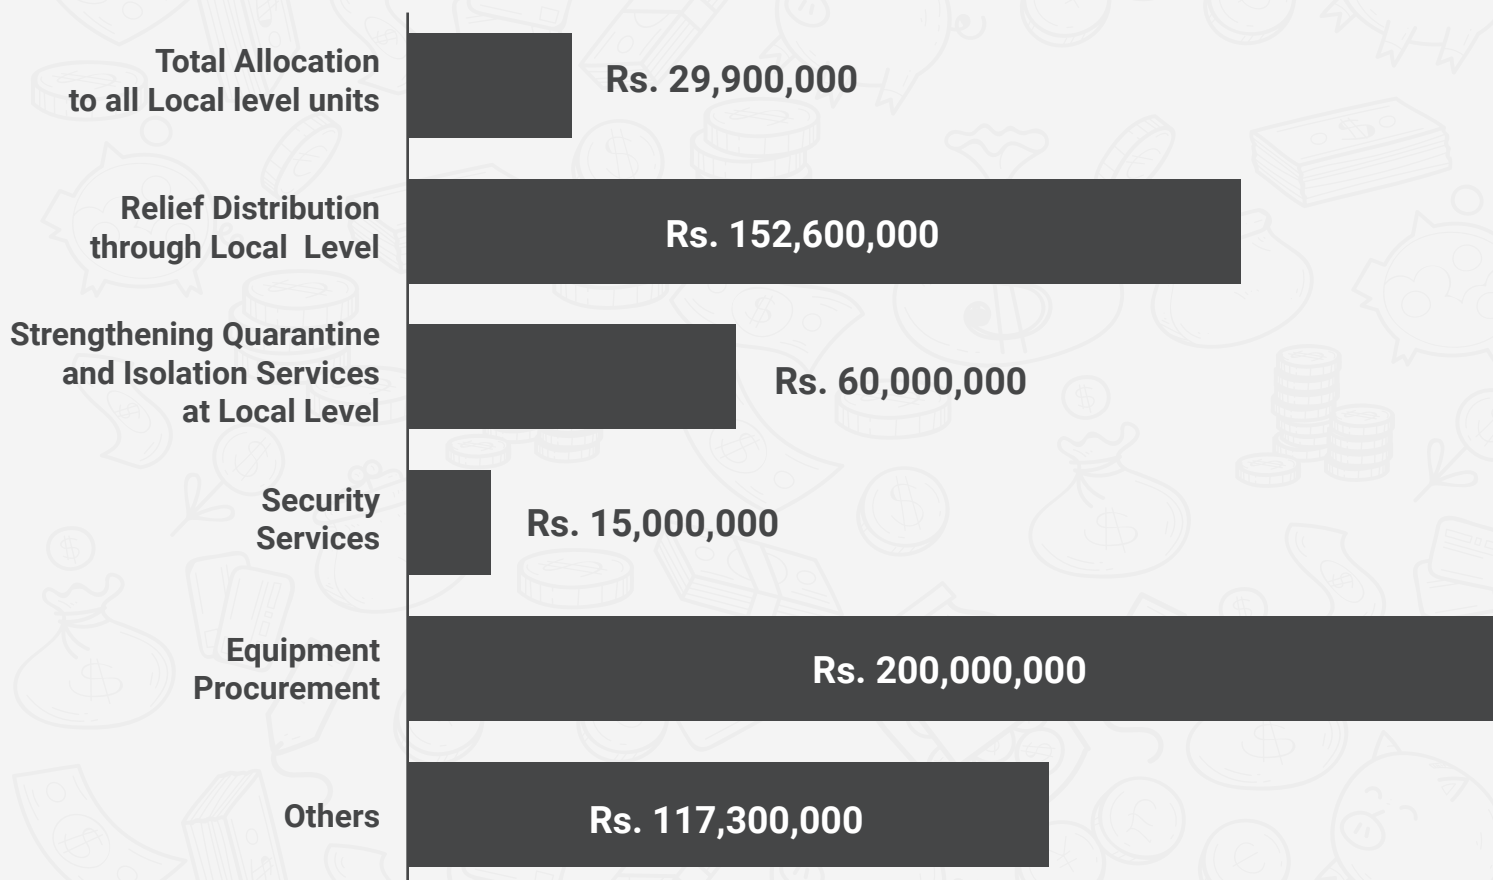 Total Allocation
to all Local level units
Rs. 29,900,000
Relief Distribution
through Local Level
Rs. 152,600,000
Strengthening Quarantine
and Isolation Services
at Local Level
Rs. 60,000,000
Security
Services
Rs. 15,000,000
Equipment
Procurement
Rs. 200,000,000
Others
Rs. 117,300,000